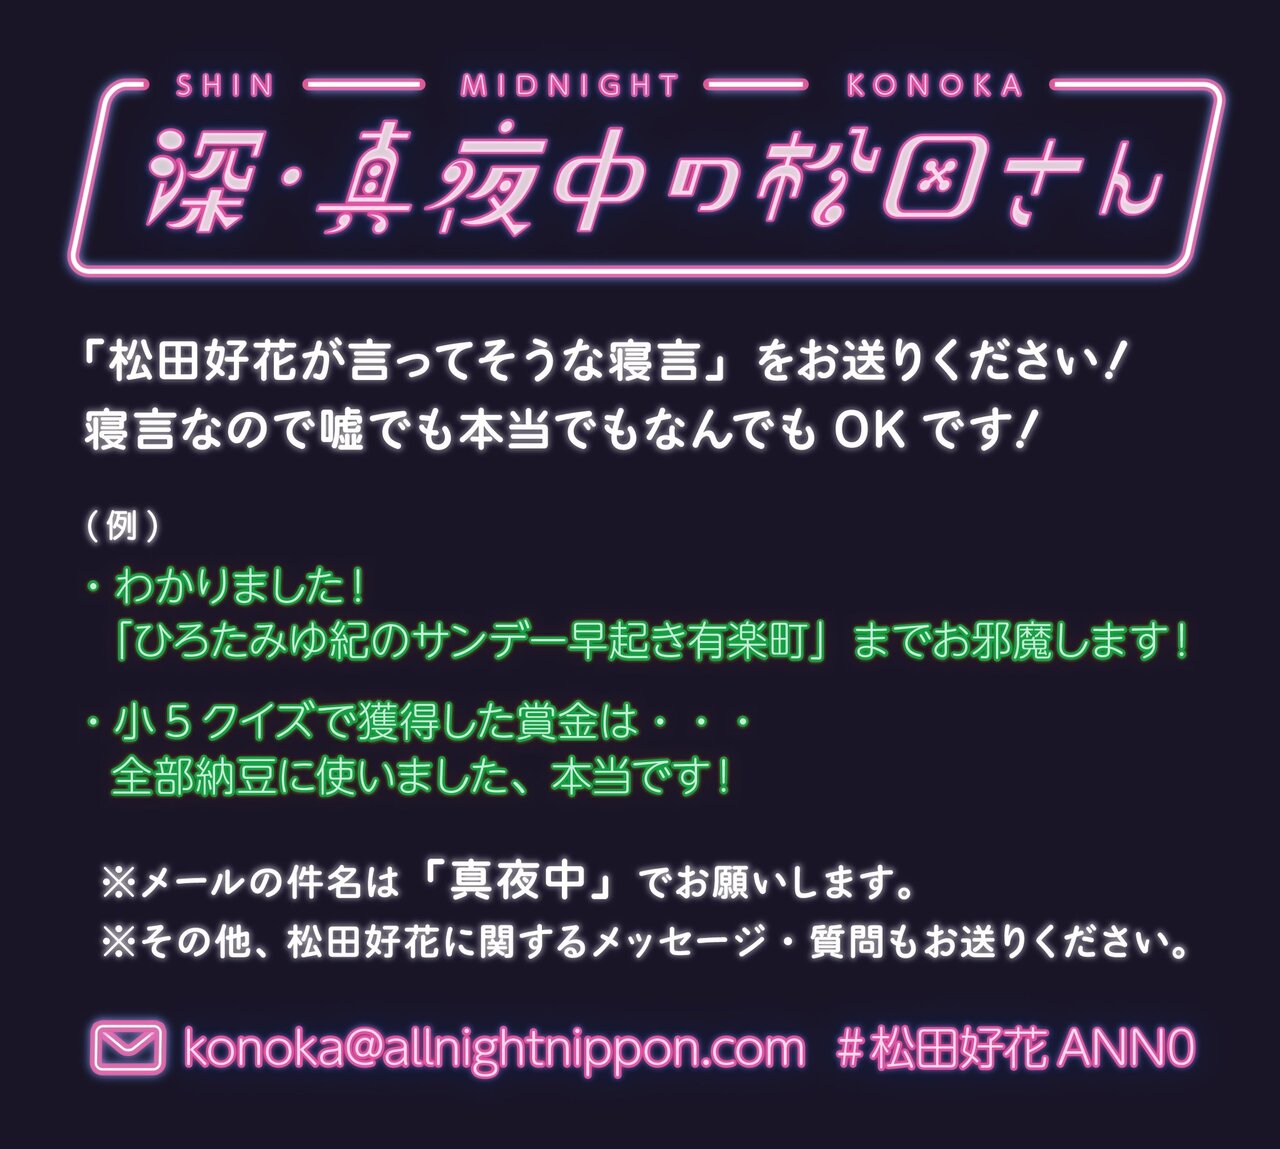 SHIN MIDNIGHT KONOKA
深・真夜中の松田さん
「松田好花が言ってそうな寝言」をお送りください!
寝言なので嘘でも本当でもなんでも OK です!
(例)
・わかりました!
「ひろたみゆ紀のサンデー早起き有楽町」までお邪魔します!
・小5クイズで獲得した賞金は・・・
全部納豆に使いました、本当です!
※メールの件名は「真夜中」でお願いします。
※その他、松田好花に関するメッセージ・質問もお送りください。
konoka@allnightnippon.com #松田好花ANN0